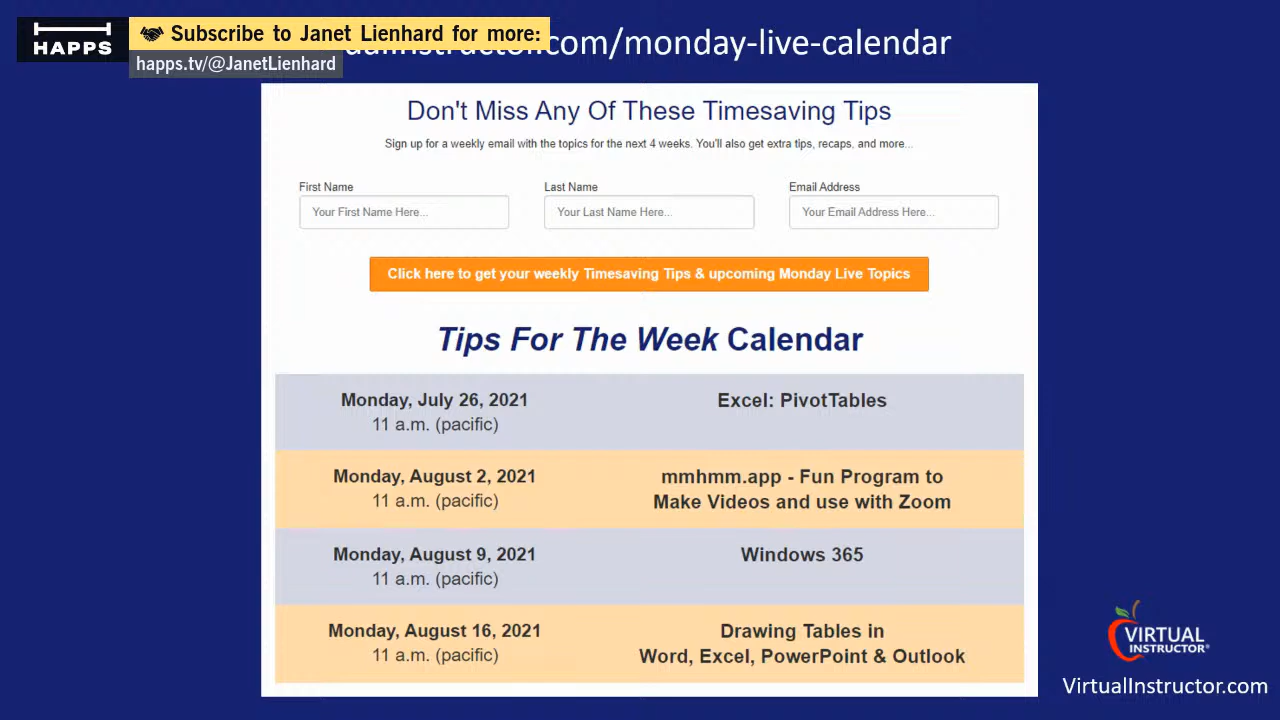 HAPPS
Subscribe to Janet Lienhard for more:
happs.tv/@JanetLienhard
.com/monday-live-calendar
Don't Miss Any Of These Timesaving Tips
Sign up for a weekly email with the topics for the next 4 weeks. You'll also get extra tips, recaps, and more...
First Name Last Name Email Address
Your First Name Here... Your Last Name Here... Your Email Address Here...
Click here to get your weekly Timesaving Tips & upcoming Monday Live Topics
Tips For The Week Calendar
Monday, July 26, 2021 Excel: PivotTables
11 a.m. (pacific)
Monday, August 2, 2021 mmhmm.app - Fun Program to
11 a.m. (pacific) Make Videos and use with Zoom
Monday, August 9, 2021 Windows 365
11 a.m. (pacific)
Monday, August 16, 2021 Drawing Tables in
11 a.m. (pacific) Word, Excel, PowerPoint & Outlook
VIRTUAL
INSTRUCTOR®
VirtualInstructor.com